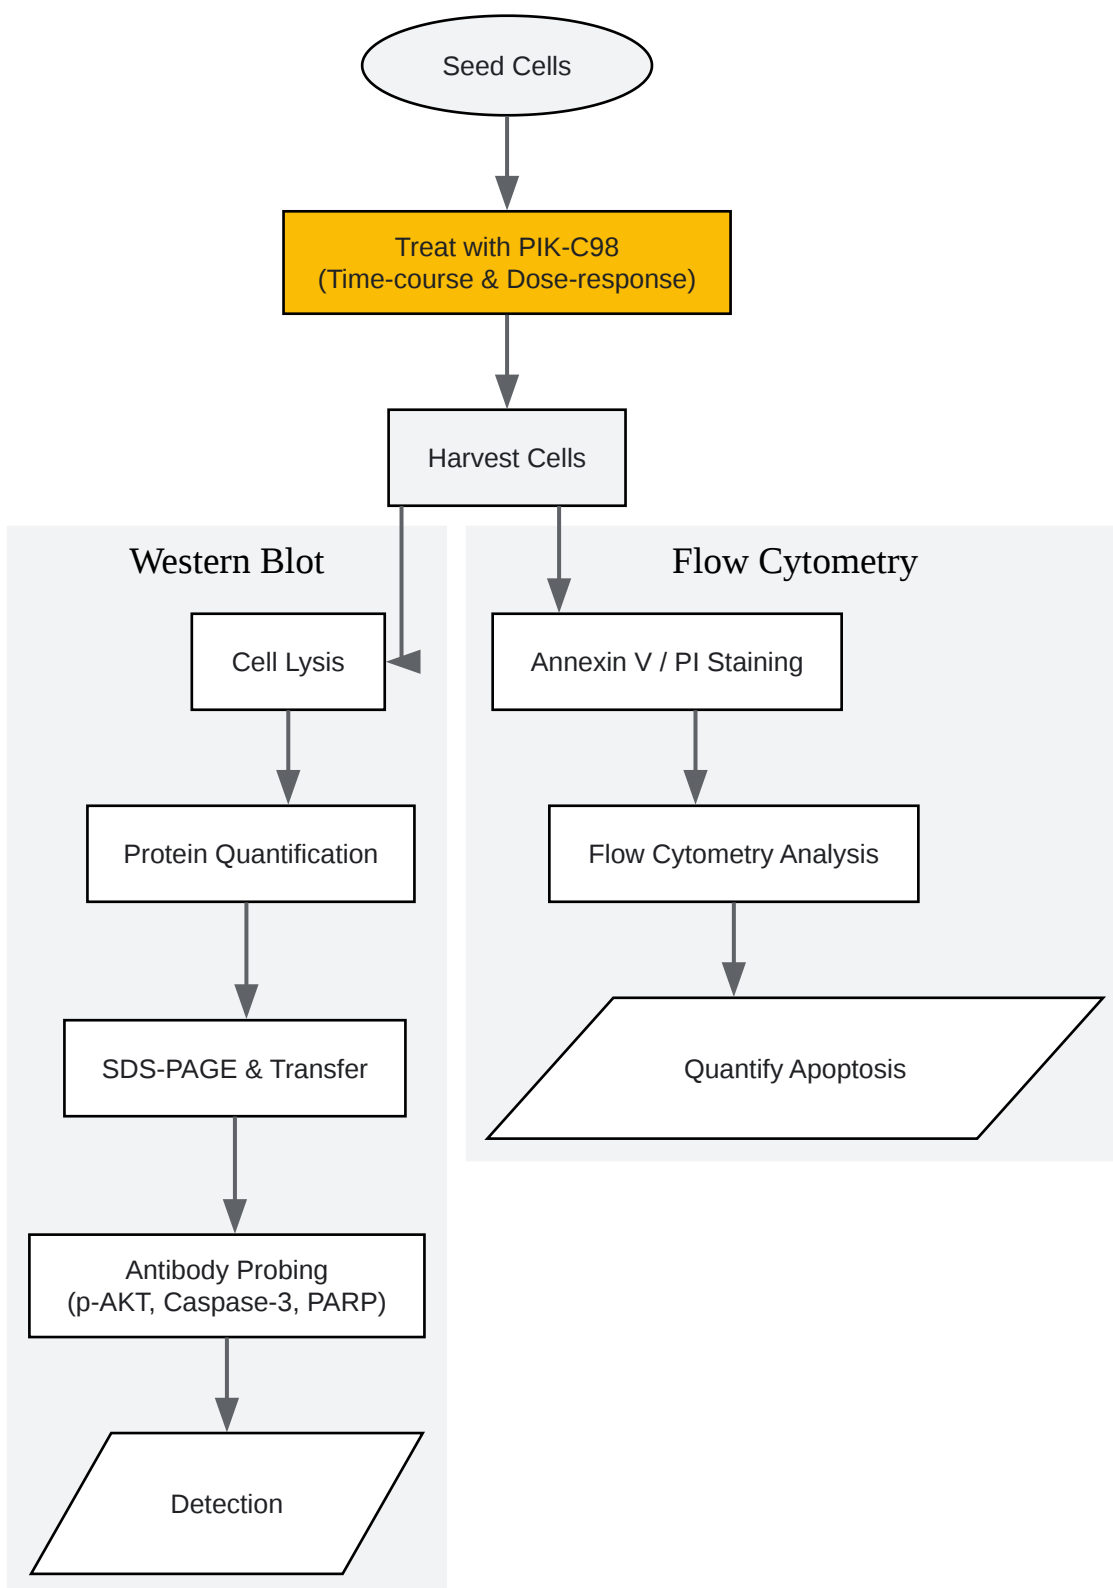 Seed Cells
Treat with PIK-C98
(Time-course & Dose-response)
Harvest Cells
Western Blot
Cell Lysis
Protein Quantification
SDS-PAGE & Transfer
Antibody Probing
(p-AKT, Caspase-3, PARP)
Detection
Flow Cytometry
Annexin V / PI Staining
Flow Cytometry Analysis
Quantify Apoptosis